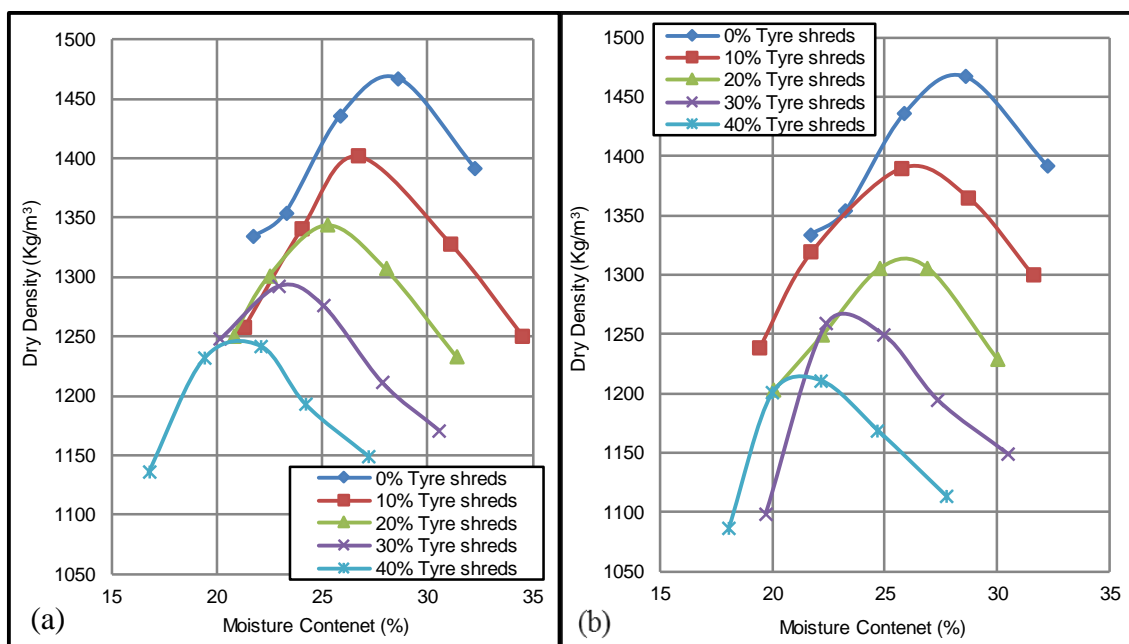 1500
1450
1400
1350
1300
1250
1200
1150
1100
1050
Dry Density (Kg/m³)
0% Tyre shreds
10% Tyre shreds
20% Tyre shreds
30% Tyre shreds
40% Tyre shreds
15 20 25 30 35
(a)
Moisture Contenet (%)
0% Tyre shreds
10% Tyre shreds
20% Tyre shreds
30% Tyre shreds
40% Tyre shreds
1500
1450
1400
1350
1300
1250
1200
1150
1100
1050
Dry Density (Kg/m³)
15 20 25 30 35
(b)
Moisture Contenet (%)